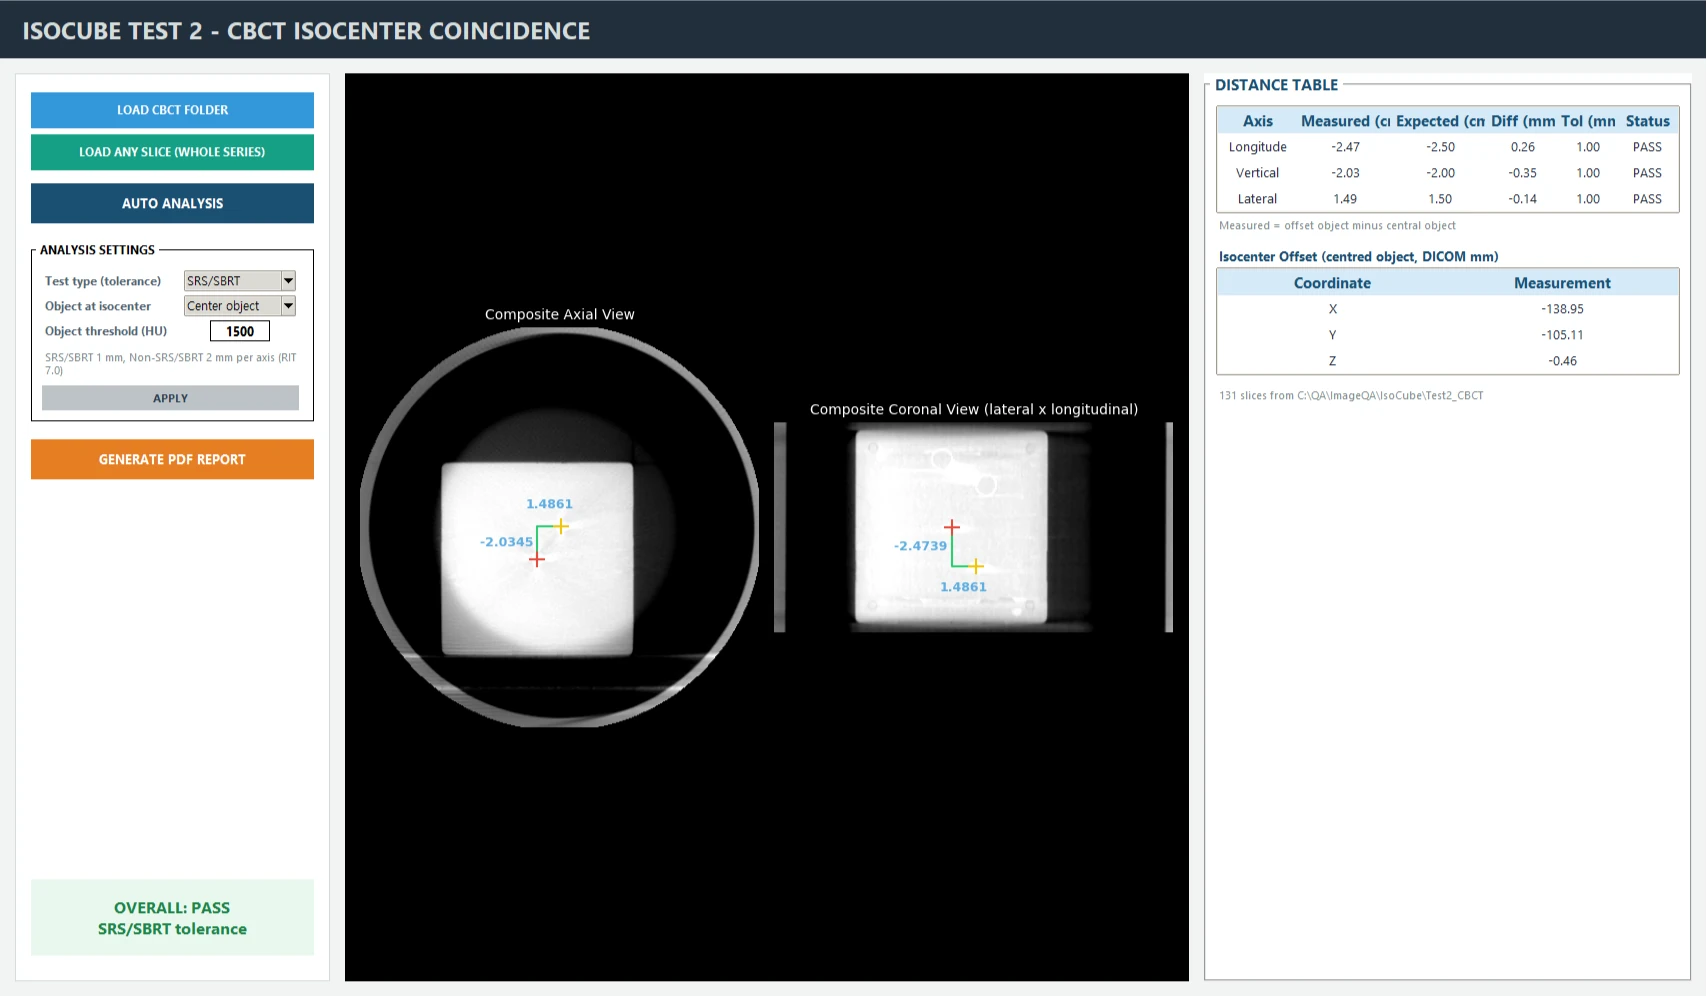 ISOCUBE TEST 2 - CBCT ISOCENTER COINCIDENCE
LOAD CBCT FOLDER
LOAD ANY SLICE (WHOLE SERIES)
AUTO ANALYSIS
ANALYSIS SETTINGS
Test type (tolerance) SRS/SBRT
Object at isocenter Center object
Object threshold (HU) 1500
SRS/SBRT 1 mm, Non-SRS/SBRT 2 mm per axis (RIT
7.0)
APPLY
GENERATE PDF REPORT
OVERALL: PASS
SRS/SBRT tolerance
Composite Axial View
1.4861
-2.0345
Composite Coronal View (lateral x longitudinal)
-2.4739
1.4861
DISTANCE TABLE
Axis Measured (c Expected (cn Diff (mm Tol (mn Status
Longitude -2.47 -2.50 0.26 1.00 PASS
Vertical -2.03 -2.00 -0.35 1.00 PASS
Lateral 1.49 1.50 -0.14 1.00 PASS
Measured = offset object minus central object
Isocenter Offset (centred object, DICOM mm)
Coordinate Measurement
X -138.95
Y -105.11
Z -0.46
131 slices from C:\QA\ImageQA\IsoCube\Test2_CBCT